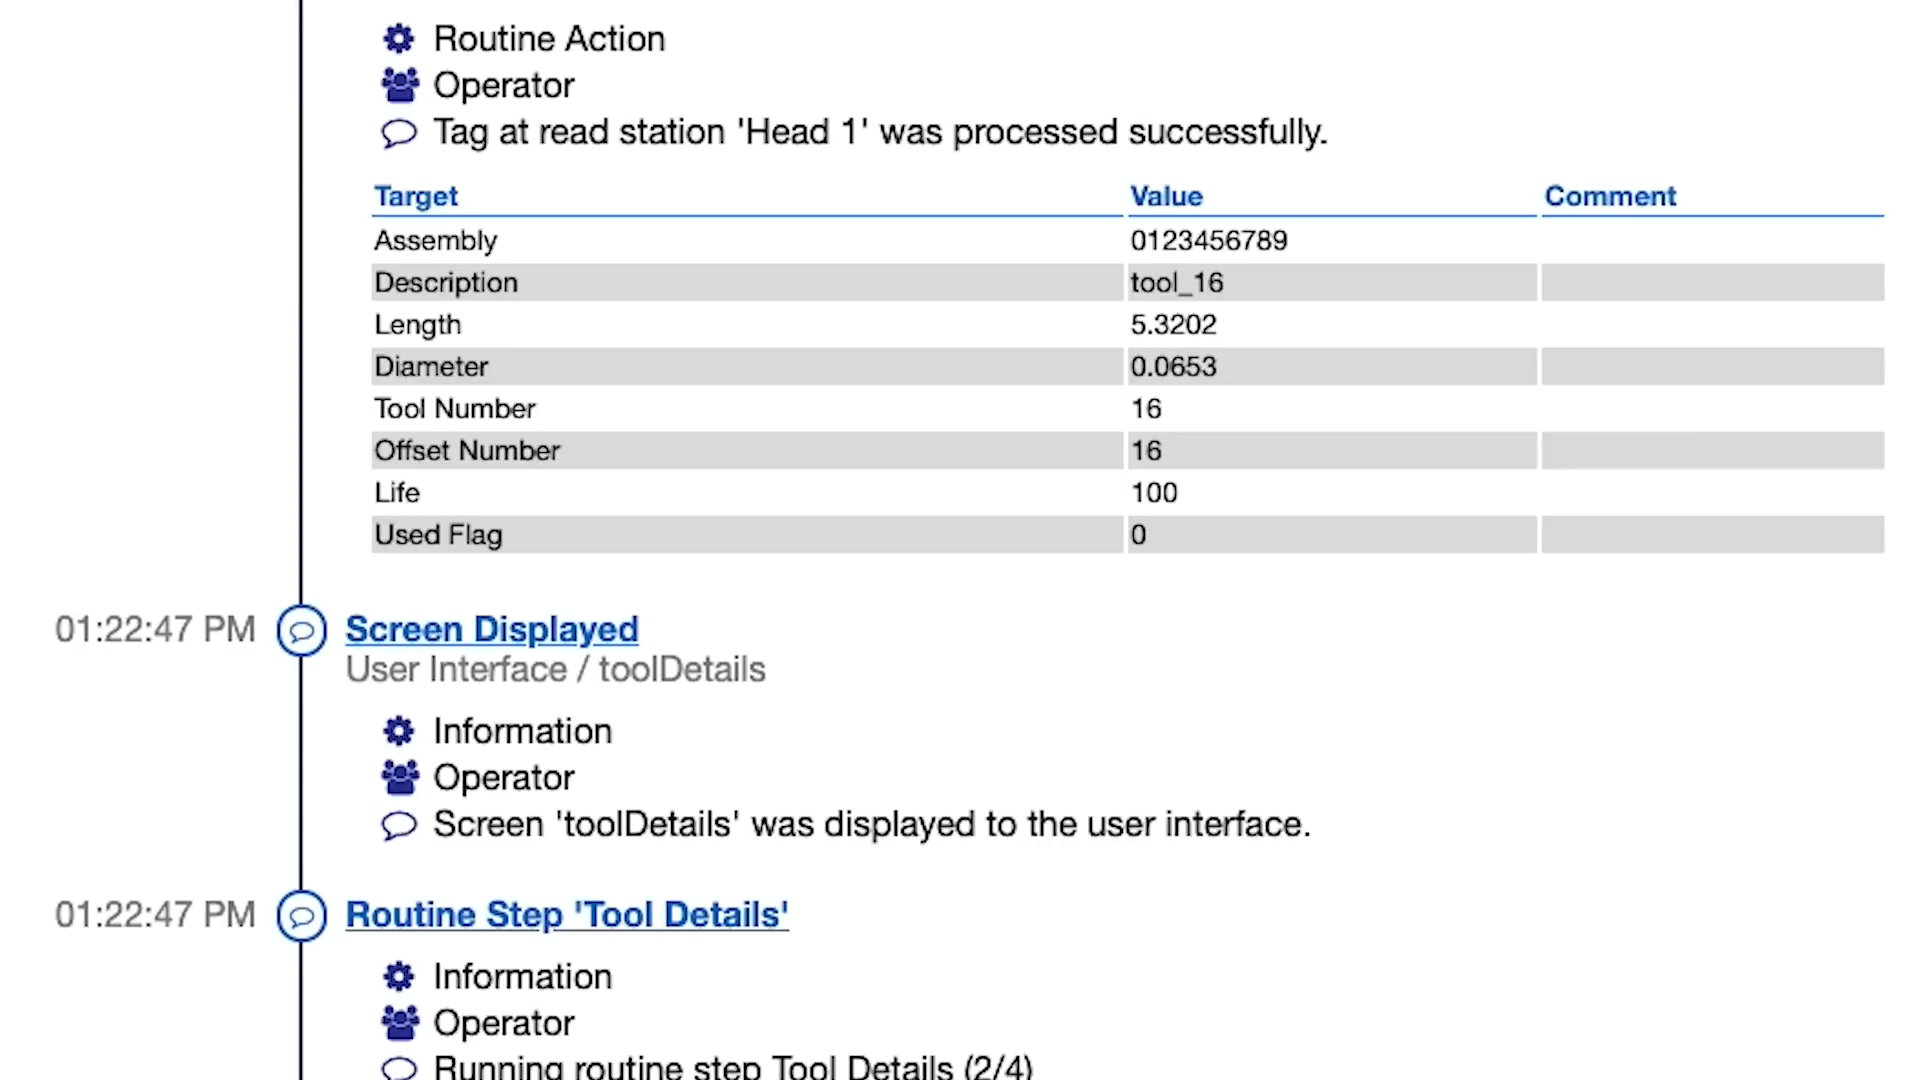 Routine Action
Operator
Tag at read station 'Head 1' was processed successfully.
Target Value Comment
Assembly 0123456789
Description tool_16
Length 5.3202
Diameter 0.0653
Tool Number 16
Offset Number 16
Life 100
Used Flag 0
01:22:47 PM Screen Displayed
User Interface / toolDetails
Information
Operator
Screen 'toolDetails' was displayed to the user interface.
01:22:47 PM Routine Step 'Tool Details'
Information
Operator
Running routine step Tool Details (2/4)